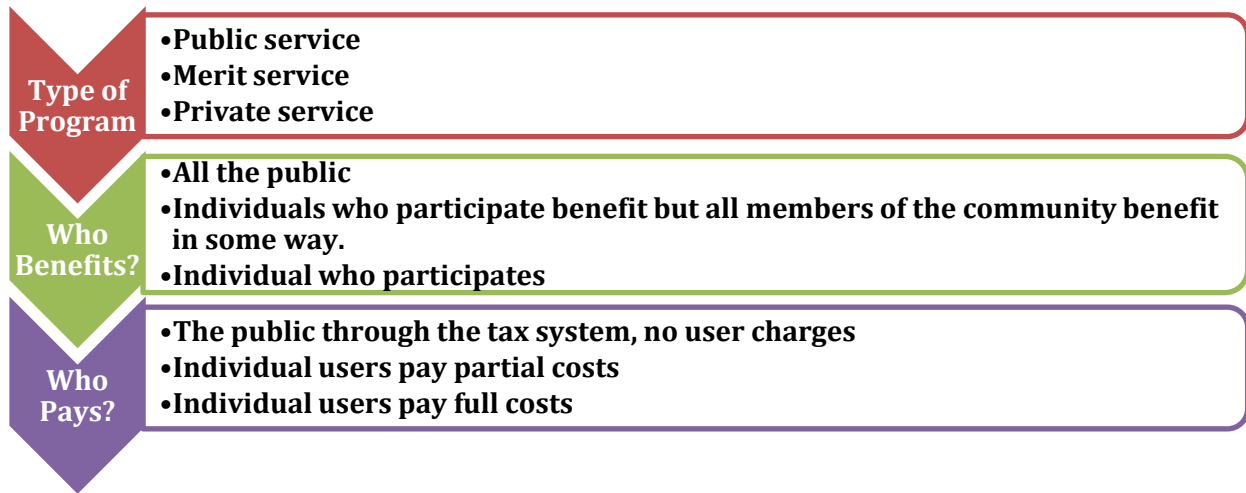 Type of
Program
•Public service
•Merit service
•Private service
Who
Benefits?
•All the public
•Individuals who participate benefit but all members of the community benefit
in some way.
•Individual who participates
Who
Pays?
•The public through the tax system, no user charges
•Individual users pay partial costs
•Individual users pay full costs